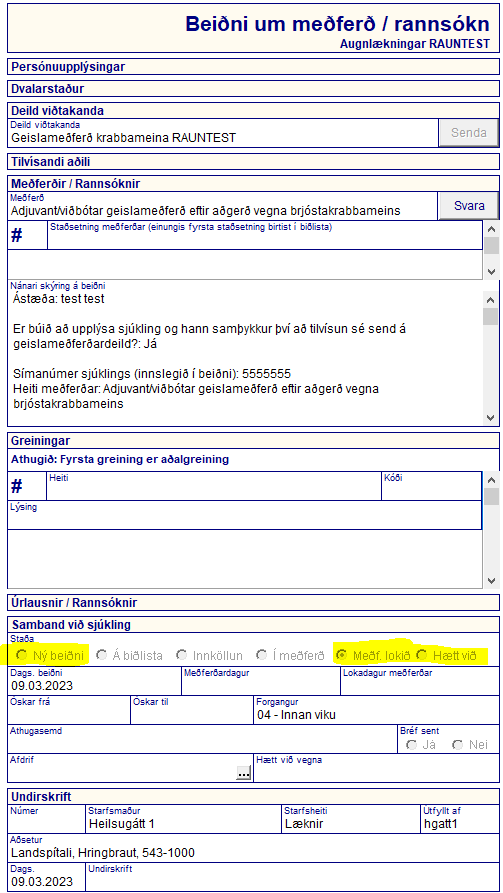 Beiðni um meðferð / rannsókn
Augnlækningar RAUNTEST
Persónuupplýsingar
Dvalarstaður
Deild viðtakanda
Deild viðtakanda
Geislameðferð krabbameina RAUNTEST
Senda
Tilvísandi aðili
Meðferðir / Rannsóknir
Meðferð
Adjuvant/viðbótar geislameðferð eftir aðgerð vegna brjóstakrabbameins
Svara
# Staðsetning meðferðar (einungis fyrsta staðsetning birtist í biðlista)
Nánari skýring á beiðni
Ástæða: test test
Er búið að upplýsa sjúkling og hann samþykkur því að tilvísun sé send á
geislameðferðardeild?: Já
Símanúmer sjúklings (innslegið í beiðni): 5555555
Heiti meðferðar: Adjuvant/viðbótar geislameðferð eftir aðgerð vegna
brjóstakrabbameins
Greiningar
Athugið: Fyrsta greining er aðalgreining
# Heiti Kóði
Lýsing
Úrlausnir / Rannsóknir
Samband við sjúkling
Staða
Ný beiðni Á biðlista Innköllun Í meðferð Meðf. lokið Hætt við
Dags. beiðni Meðferðardagur Lokadagur meðferðar
09.03.2023
Óskar frá Óskar til Forgangur
04 - Innan viku
Athugasemd Bréf sent
Já Nei
Afdrif ... Hætt við vegna
Undirskrift
Númer Starfsmaður Starfsheiti Útfyllt af
Heilsugátt 1 Læknir hgatt1
Aðsetur
Landspítali, Hringbraut, 543-1000
Dags. Undirskrift
09.03.2023